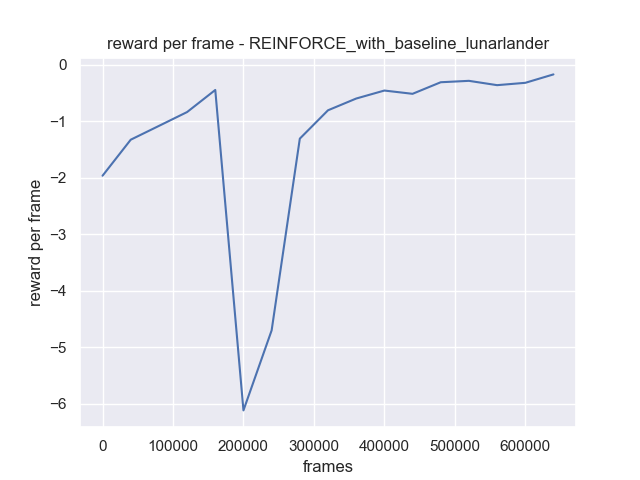 reward per frame - REINFORCE_with_baseline_lunarlander
0
−1
−2
−3
−4
−5
−6
reward per frame
0 100000 200000 300000 400000 500000 600000
frames